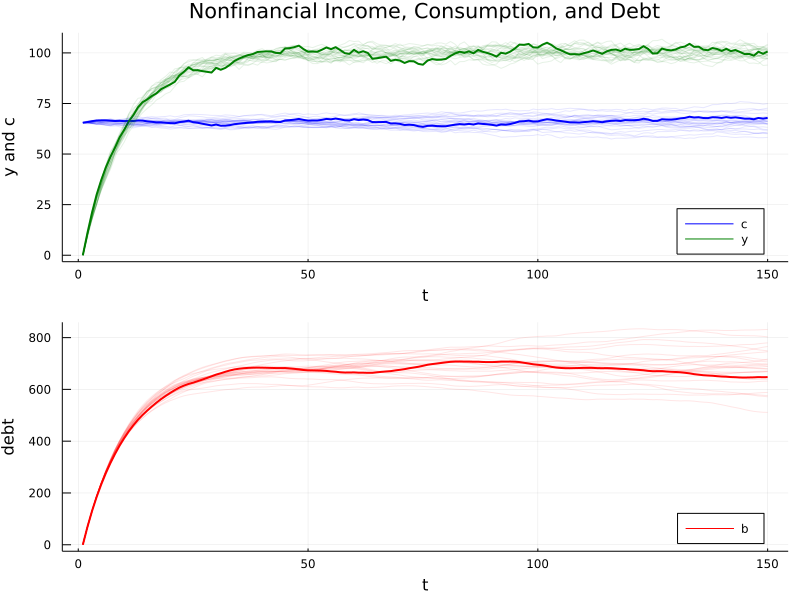 Nonfinancial Income, Consumption, and Debt
100
75
50
25
0
y and c
c
y
0 50 100 150
t
800
600
400
200
0
debt
b
0 50 100 150
t